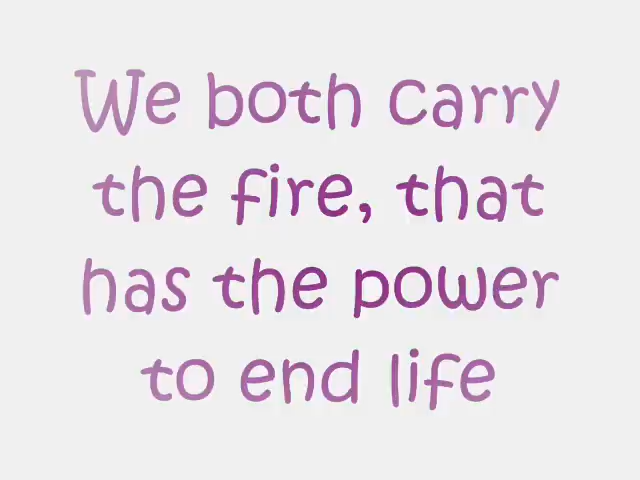 We both carry
the fire, that
has the power
to end life